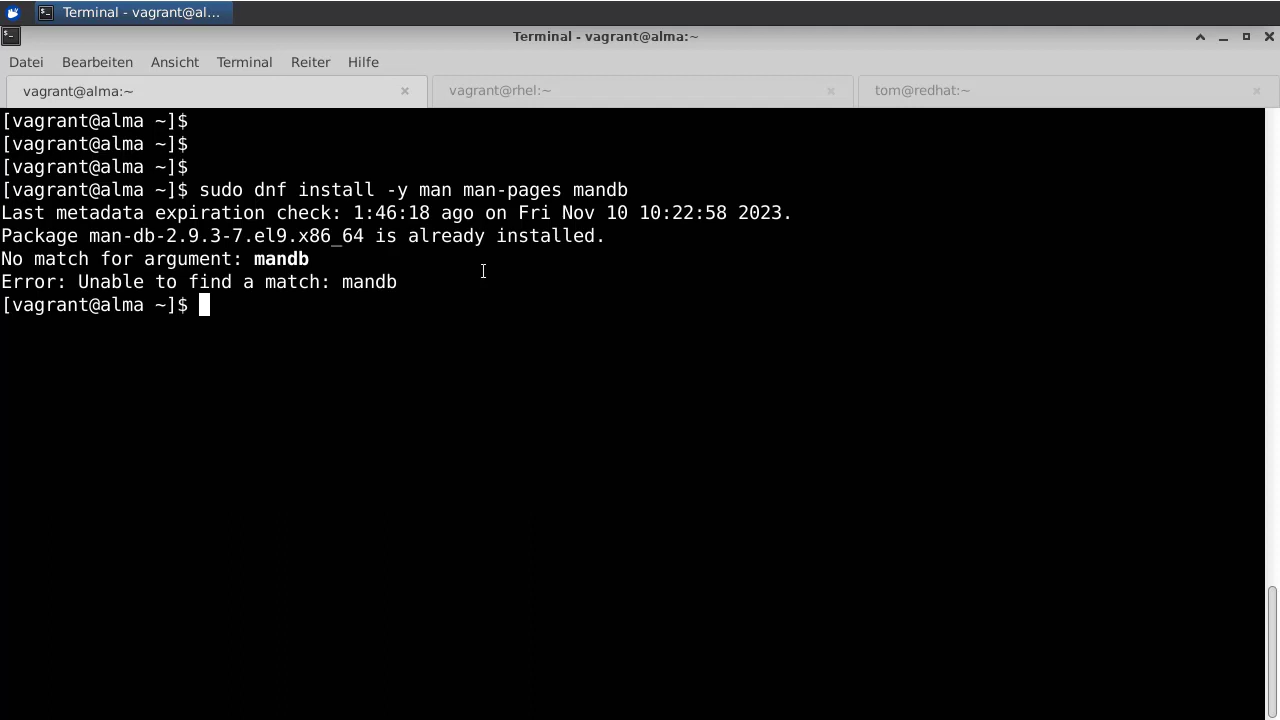 Terminal - vagrant@al...
Terminal - vagrant@alma:~
Datei Bearbeiten Ansicht Terminal Reiter Hilfe
vagrant@alma:~ vagrant@rhel:~ tom@redhat:~
[vagrant@alma ~]$
[vagrant@alma ~]$
[vagrant@alma ~]$
[vagrant@alma ~]$ sudo dnf install -y man man-pages mandb
Last metadata expiration check: 1:46:18 ago on Fri Nov 10 10:22:58 2023.
Package man-db-2.9.3-7.el9.x86_64 is already installed.
No match for argument: mandb
Error: Unable to find a match: mandb
[vagrant@alma ~]$